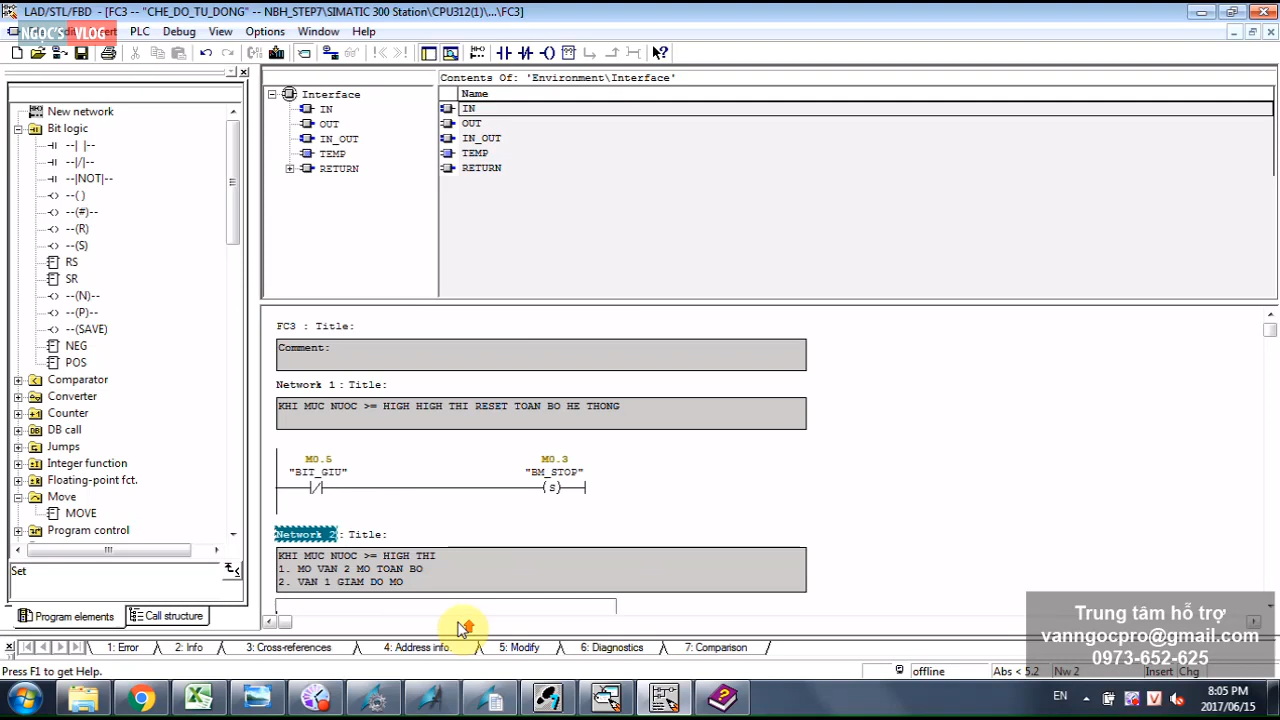 LAD/STL/FBD - [FC3 -- "CHE_DO_TU_DONG" -- NBH_STEP7\SIMATIC 300 Station\CPU312(1)\...\FC3]
PLC Debug View Options Window Help
NGỌC'S VLOG
Contents Of: 'Environment\Interface'
Interface
IN
OUT
IN_OUT
TEMP
RETURN
Name
IN
OUT
IN_OUT
TEMP
RETURN
New network
Bit logic
--| |--
--|/|--
--|NOT|--
--( )
--(#)--
--(R)
--(S)
RS
SR
--(N)--
--(P)--
--(SAVE)
NEG
POS
Comparator
Converter
Counter
DB call
Jumps
Integer function
Floating-point fct.
Move
MOVE
Program control
Set
Program elements
Call structure
FC3 : Title:
Comment:
Network 1 : Title:
KHI MUC NUOC >= HIGH HIGH THI RESET TOAN BO HE THONG
M0.5
"BIT_GIU"
M0.3
"BM_STOP"
(S)
Network 2 : Title:
KHI MUC NUOC >= HIGH THI
1. MO VAN 2 MO TOAN BO
2. VAN 1 GIAM DO MO
1: Error
2: Info
3: Cross-references
4: Address info.
5: Modify
6: Diagnostics
7: Comparison
Press F1 to get Help.
offline
Abs < 5.2
Nw 2
Insert
Chg
Trung tâm hỗ trợ
vanngocpro@gmail.com
0973-652-625
EN
8:05 PM
2017/06/15